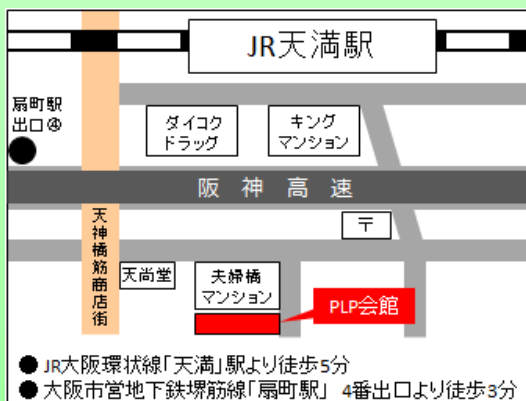 JR天満駅
扇町駅
出口④
ダイコク
ドラッグ
キング
マンション
阪神高速
〒
天神橋筋商店街
天尚堂
夫婦橋
マンション
PLP会館
●JR大阪環状線「天満」駅より徒歩5分
●大阪市営地下鉄堺筋線「扇町駅」 4番出口より徒歩3分